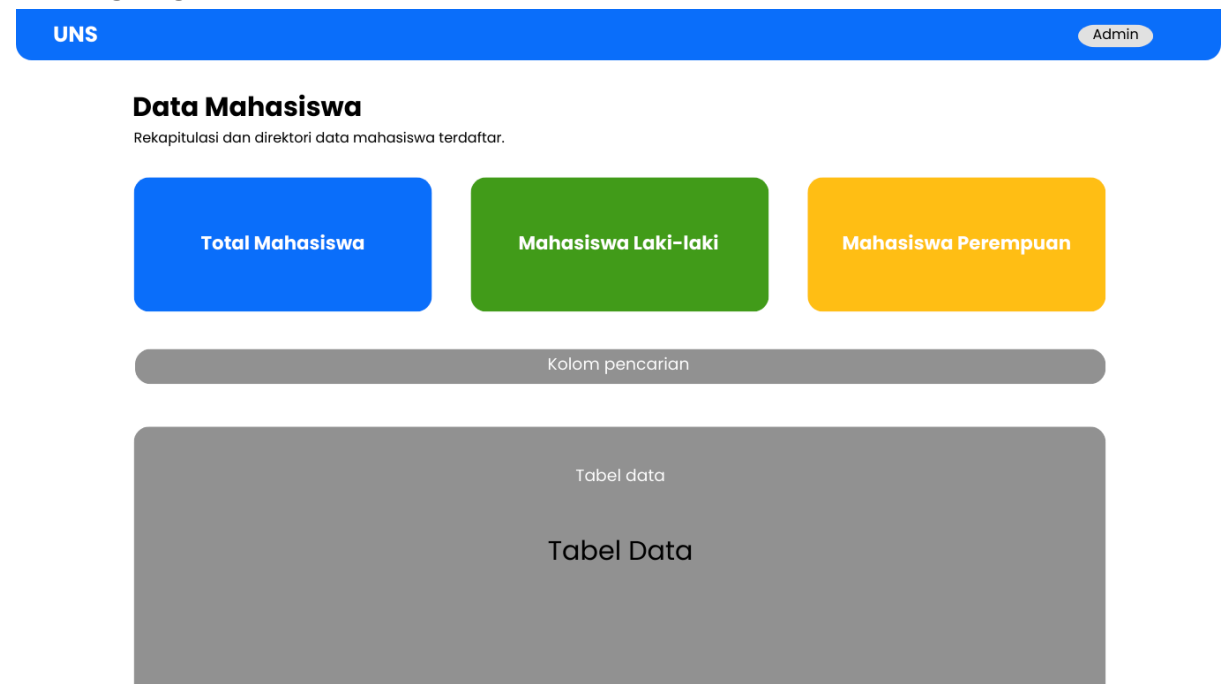 UNS
Admin
Data Mahasiswa
Rekapitulasi dan direktori data mahasiswa terdaftar.
Total Mahasiswa
Mahasiswa Laki-laki
Mahasiswa Perempuan
Kolom pencarian
Tabel data
Tabel Data